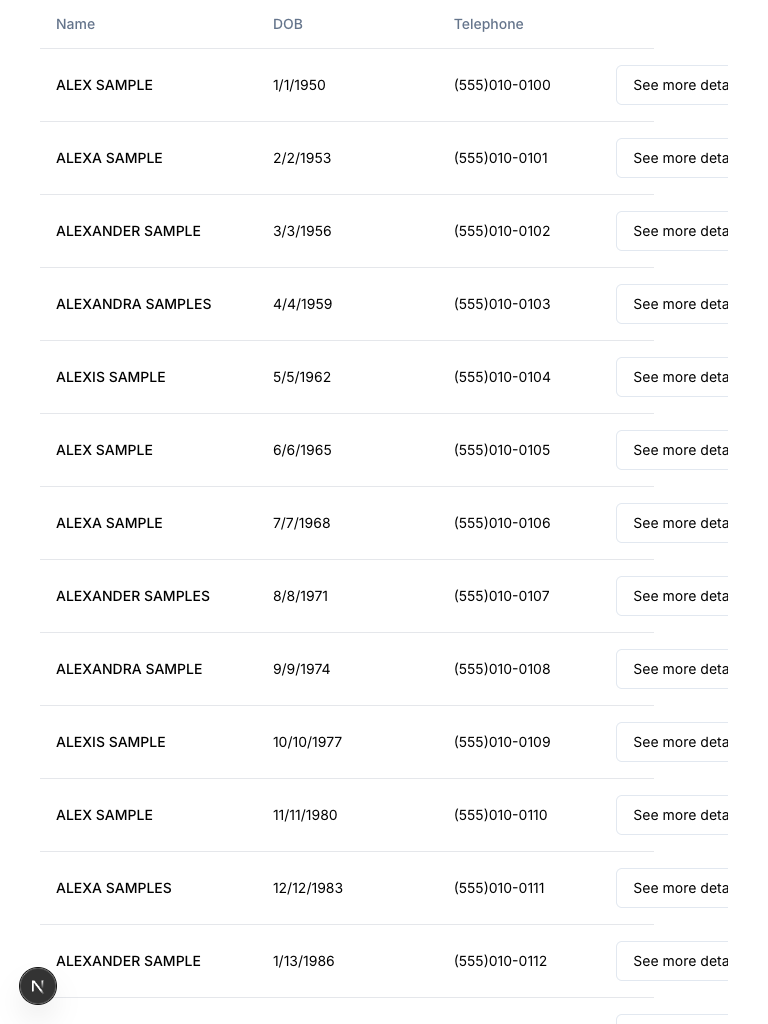 Name DOB Telephone
ALEX SAMPLE 1/1/1950 (555)010-0100 See more deta
ALEXA SAMPLE 2/2/1953 (555)010-0101 See more deta
ALEXANDER SAMPLE 3/3/1956 (555)010-0102 See more deta
ALEXANDRA SAMPLES 4/4/1959 (555)010-0103 See more deta
ALEXIS SAMPLE 5/5/1962 (555)010-0104 See more deta
ALEX SAMPLE 6/6/1965 (555)010-0105 See more deta
ALEXA SAMPLE 7/7/1968 (555)010-0106 See more deta
ALEXANDER SAMPLES 8/8/1971 (555)010-0107 See more deta
ALEXANDRA SAMPLE 9/9/1974 (555)010-0108 See more deta
ALEXIS SAMPLE 10/10/1977 (555)010-0109 See more deta
ALEX SAMPLE 11/11/1980 (555)010-0110 See more deta
ALEXA SAMPLES 12/12/1983 (555)010-0111 See more deta
ALEXANDER SAMPLE 1/13/1986 (555)010-0112 See more deta
N